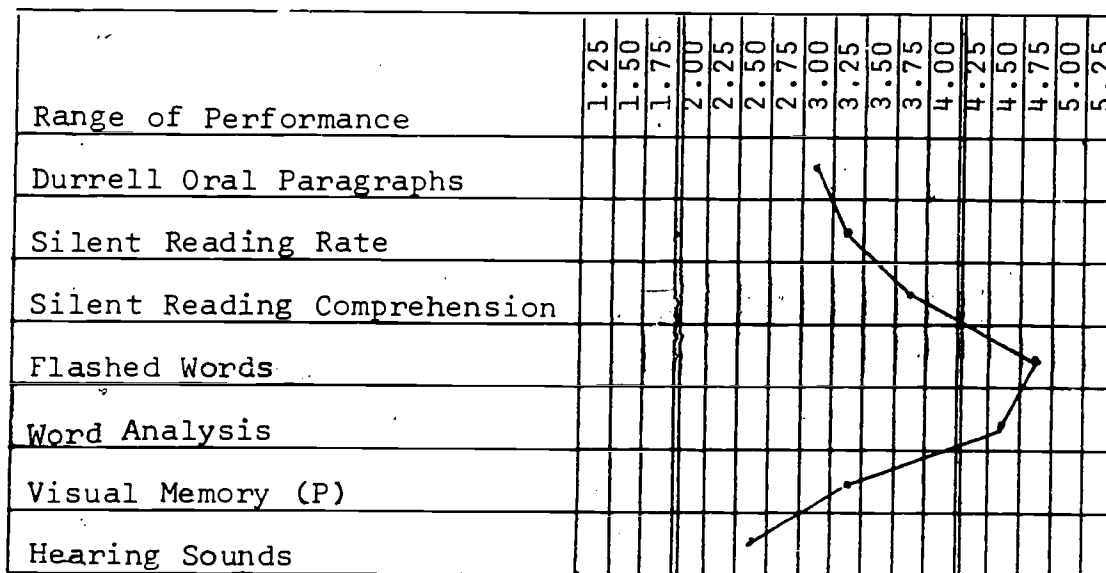 1.25 1.50 1.75 2.00 2.25 2.50 2.75 3.00 3.25 3.50 3.75 4.00 4.25 4.50 4.75 5.00 5.25
Range of Performance
Durrell Oral Paragraphs
Silent Reading Rate
Silent Reading Comprehension
Flashed Words
Word Analysis
Visual Memory (P)
Hearing Sounds